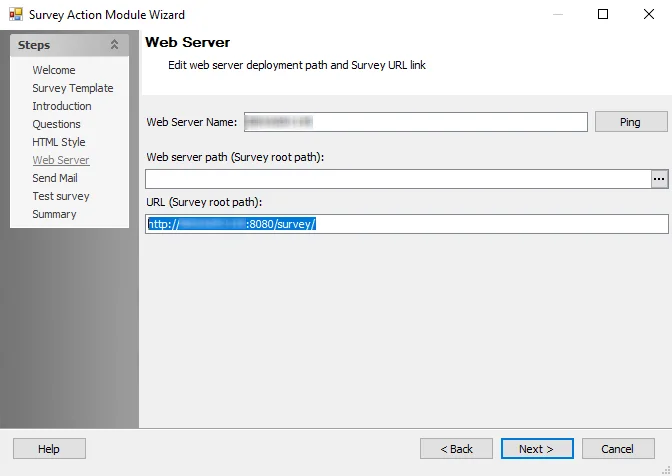 Survey Action Module Wizard
Steps
Welcome
Survey Template
Introduction
Questions
HTML Style
Web Server
Send Mail
Test survey
Summary
Web Server
Edit web server deployment path and Survey URL link
Web Server Name:
Ping
Web server path (Survey root path):
...
URL (Survey root path):
http:// :8080/survey/
Help
< Back
Next >
Cancel